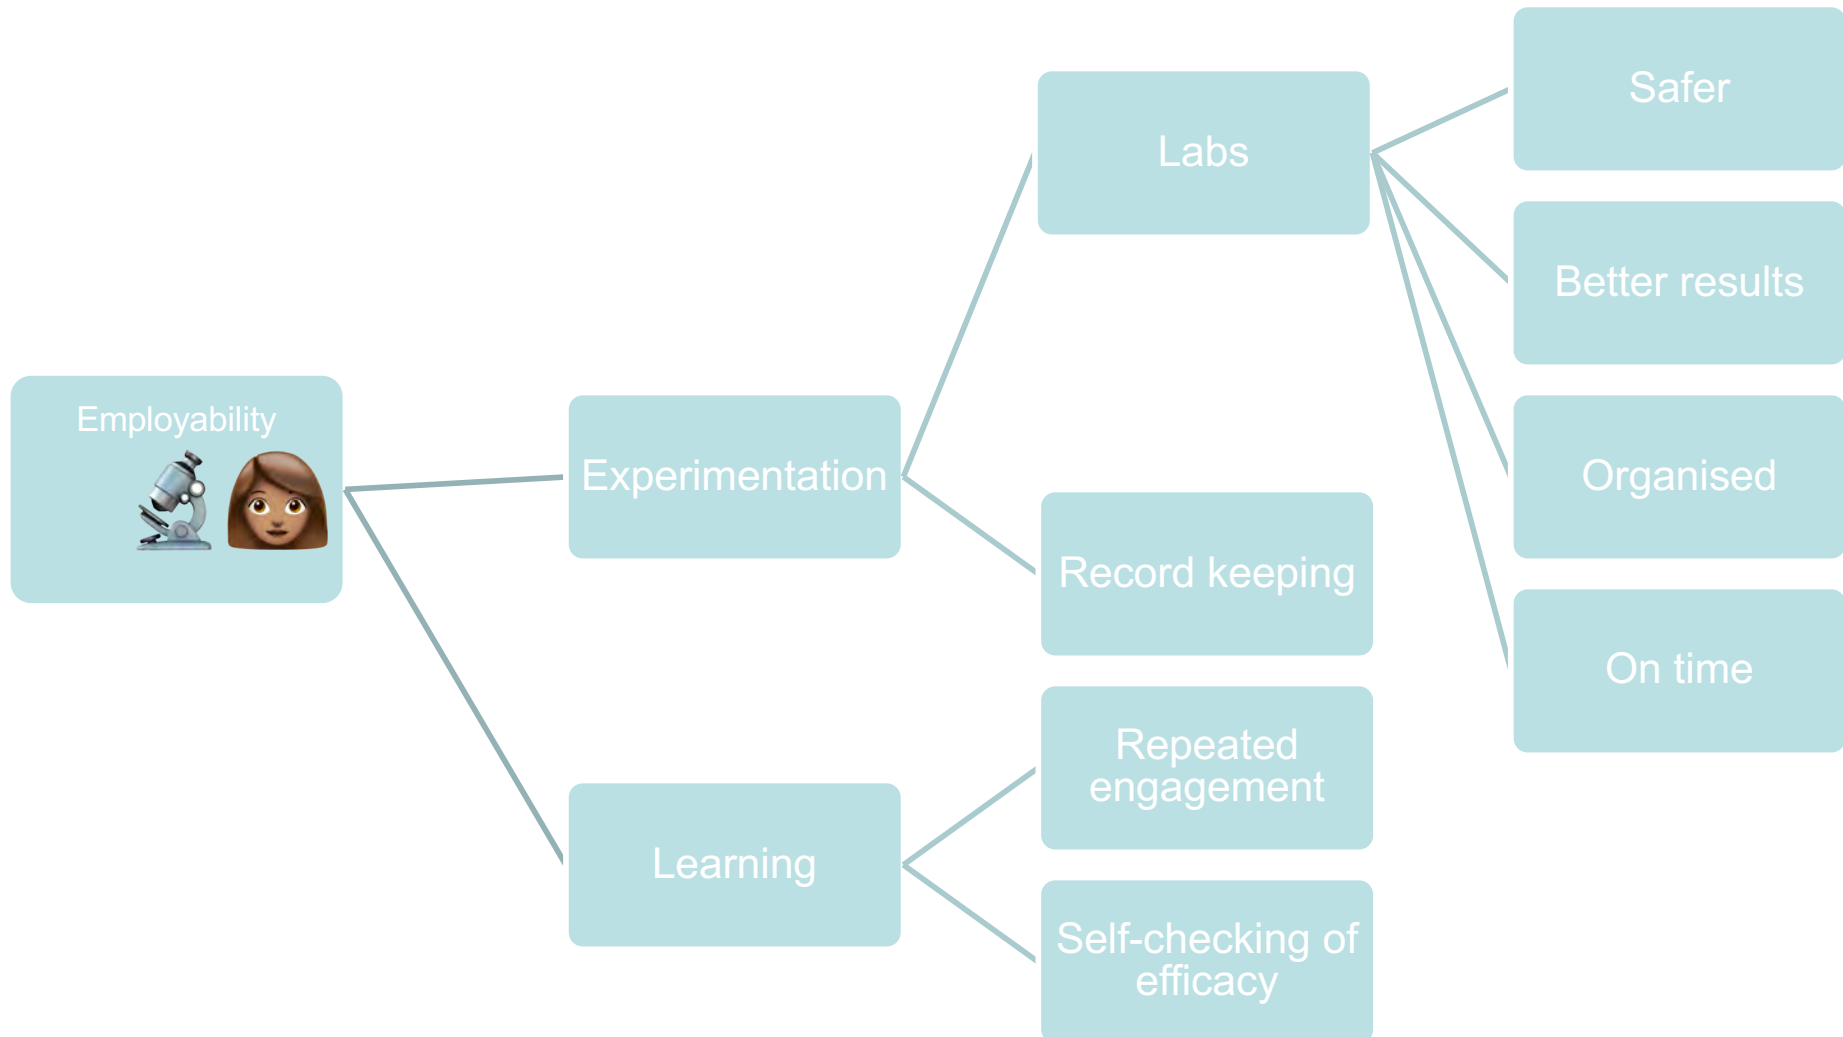 Employability
Experimentation
Labs
Safer
Better results
Organised
On time
Record keeping
Learning
Repeated
engagement
Self-checking of
efficacy